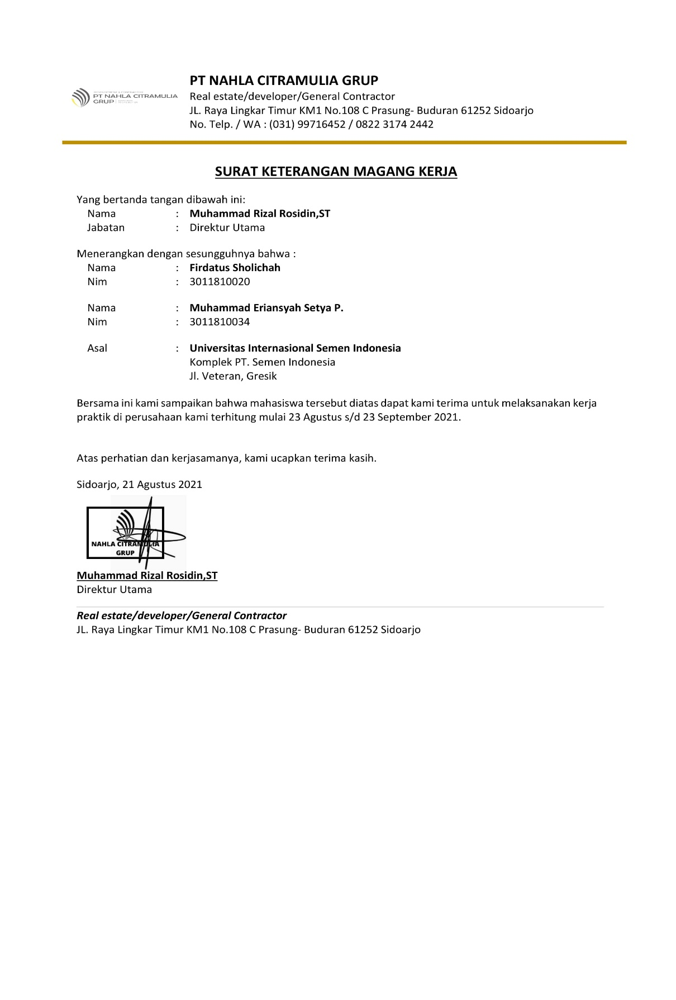 PT NAHLA CITRAMULIA GRUP
Real estate/developer/General Contractor
JL. Raya Lingkar Timur KM1 No.108 C Prasung- Buduran 61252 Sidoarjo
No. Telp. / WA : (031) 99716452 / 0822 3174 2442
DEVELOPMENT & CONTRACTOR
PT NAHLA CITRAMULIA
GRUP
SURAT KETERANGAN MAGANG KERJA
Yang bertanda tangan dibawah ini:
Nama : Muhammad Rizal Rosidin,ST
Jabatan : Direktur Utama
Menerangkan dengan sesungguhnya bahwa :
Nama : Firdatus Sholichah
Nim : 3011810020
Nama : Muhammad Eriansyah Setya P.
Nim : 3011810034
Asal : Universitas Internasional Semen Indonesia
Komplek PT. Semen Indonesia
Jl. Veteran, Gresik
Bersama ini kami sampaikan bahwa mahasiswa tersebut diatas dapat kami terima untuk melaksanakan kerja
praktik di perusahaan kami terhitung mulai 23 Agustus s/d 23 September 2021.
Atas perhatian dan kerjasamanya, kami ucapkan terima kasih.
Sidoarjo, 21 Agustus 2021
NAHLA CITRAMULIA
GRUP
Muhammad Rizal Rosidin,ST
Direktur Utama
Real estate/developer/General Contractor
JL. Raya Lingkar Timur KM1 No.108 C Prasung- Buduran 61252 Sidoarjo